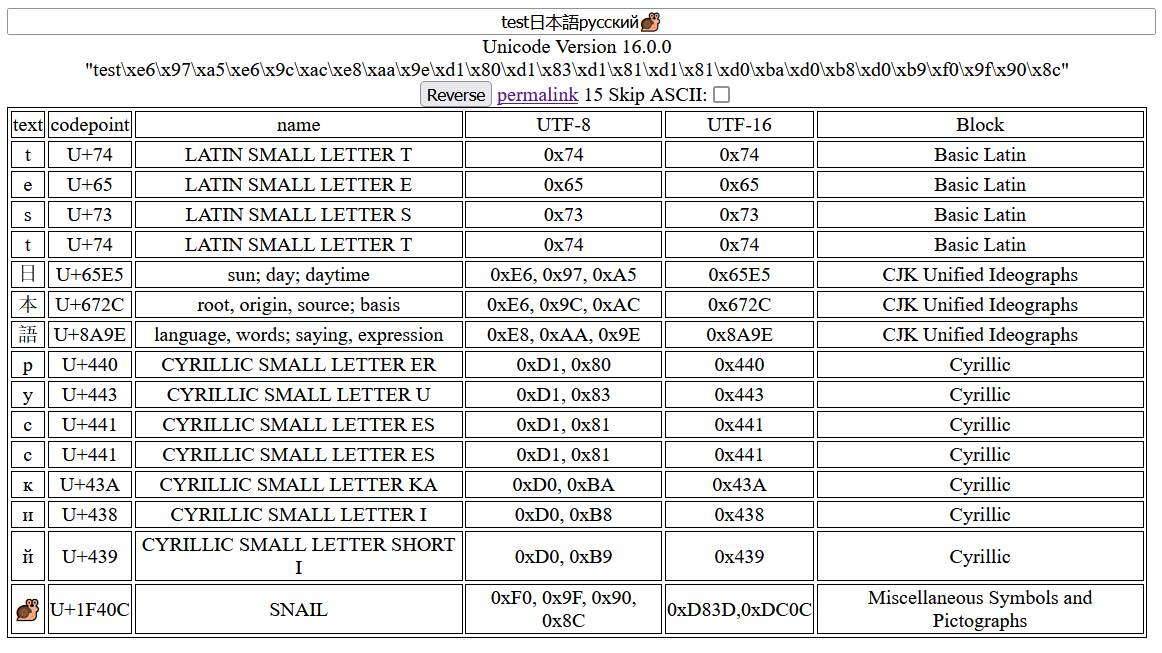 test日本語русский🐌
Unicode Version 16.0.0
"test\xe6\x97\xa5\xe6\x9c\xac\xe8\xaa\x9e\xd1\x80\xd1\x83\xd1\x81\xd1\x81\xd0\xba\xd0\xb8\xd0\xb9\xf0\x9f\x90\x8c"
Reverse permalink 15 Skip ASCII:
text codepoint name UTF-8 UTF-16 Block
t U+74 LATIN SMALL LETTER T 0x74 0x74 Basic Latin
e U+65 LATIN SMALL LETTER E 0x65 0x65 Basic Latin
s U+73 LATIN SMALL LETTER S 0x73 0x73 Basic Latin
t U+74 LATIN SMALL LETTER T 0x74 0x74 Basic Latin
日 U+65E5 sun; day; daytime 0xE6, 0x97, 0xA5 0x65E5 CJK Unified Ideographs
本 U+672C root, origin, source; basis 0xE6, 0x9C, 0xAC 0x672C CJK Unified Ideographs
語 U+8A9E language, words; saying, expression 0xE8, 0xAA, 0x9E 0x8A9E CJK Unified Ideographs
р U+440 CYRILLIC SMALL LETTER ER 0xD1, 0x80 0x440 Cyrillic
у U+443 CYRILLIC SMALL LETTER U 0xD1, 0x83 0x443 Cyrillic
с U+441 CYRILLIC SMALL LETTER ES 0xD1, 0x81 0x441 Cyrillic
с U+441 CYRILLIC SMALL LETTER ES 0xD1, 0x81 0x441 Cyrillic
к U+43A CYRILLIC SMALL LETTER KA 0xD0, 0xBA 0x43A Cyrillic
и U+438 CYRILLIC SMALL LETTER I 0xD0, 0xB8 0x438 Cyrillic
й U+439 CYRILLIC SMALL LETTER SHORT I 0xD0, 0xB9 0x439 Cyrillic
🐌 U+1F40C SNAIL 0xF0, 0x9F, 0x90, 0x8C 0xD83D,0xDC0C Miscellaneous Symbols and Pictographs